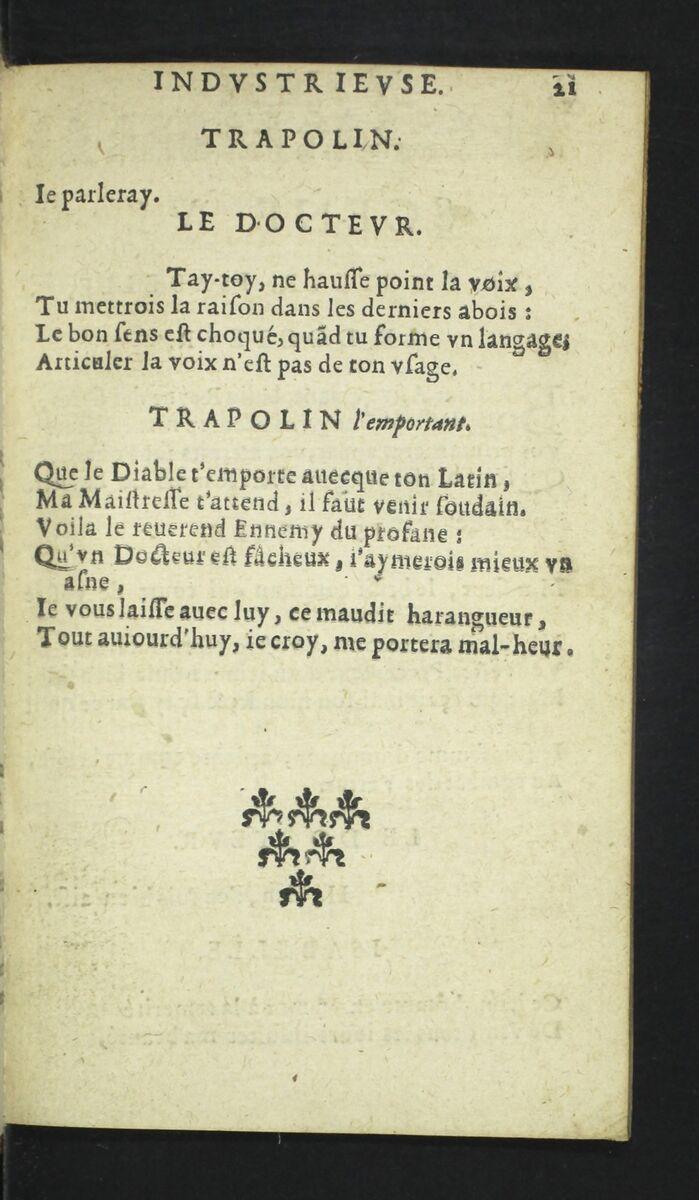 INDVSTRIEVSE. 21
TRAPOLIN.
Ie parleray.
LE DOCTEVR.
Tay-toy, ne hauſſe point la voix,
Tu mettrois la raiſon dans les derniers abois :
Le bon ſens eſt choqué, quãd tu forme vn langage;
Articuler la voix n'eſt pas de ton vſage.
TRAPOLIN l'emportant.
Que le Diable t'emporte auecque ton Latin,
Ma Maiſtreſſe t'attend, il faut venir ſoudain.
Voila le reuerend Ennemy du profane :
Qu'vn Docteur eſt fâcheux, i'aymerois mieux vn
aſne,
Ie vous laiſſe auec luy, ce maudit harangueur,
Tout auiourd'huy, ie croy, me portera mal-heur.